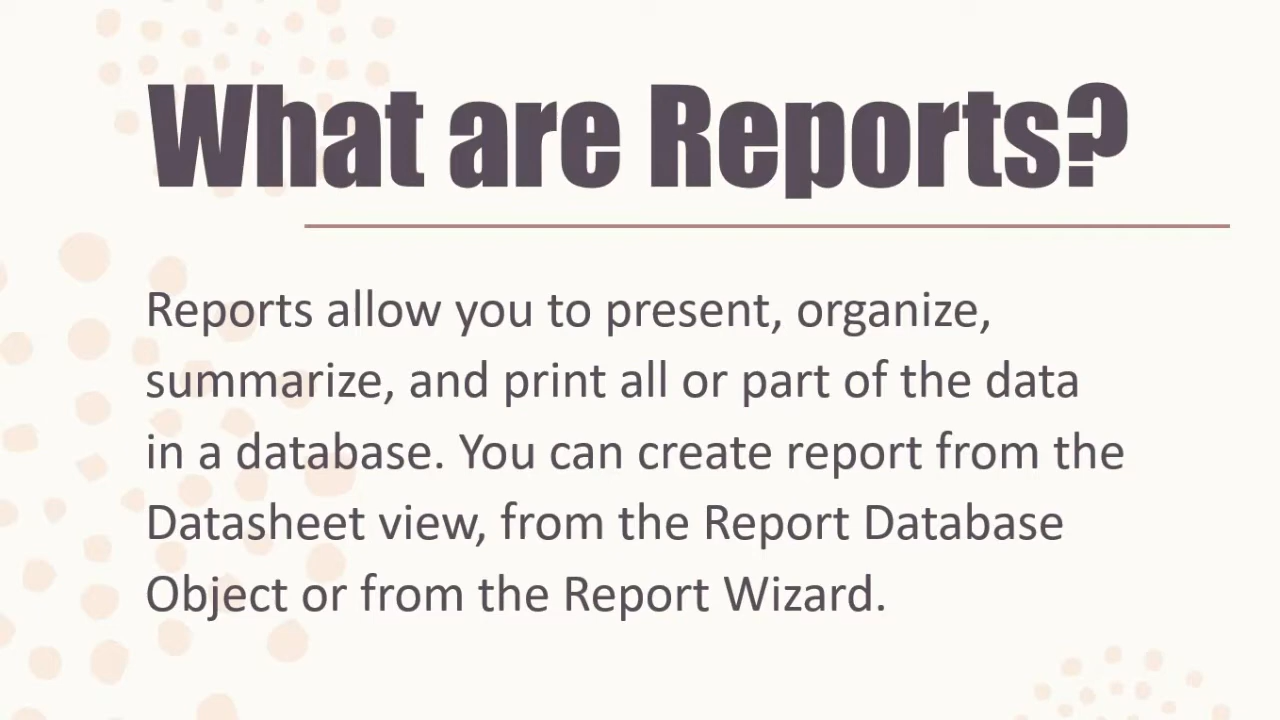 What are Reports?
Reports allow you to present, organize,
summarize, and print all or part of the data
in a database. You can create report from the
Datasheet view, from the Report Database
Object or from the Report Wizard.